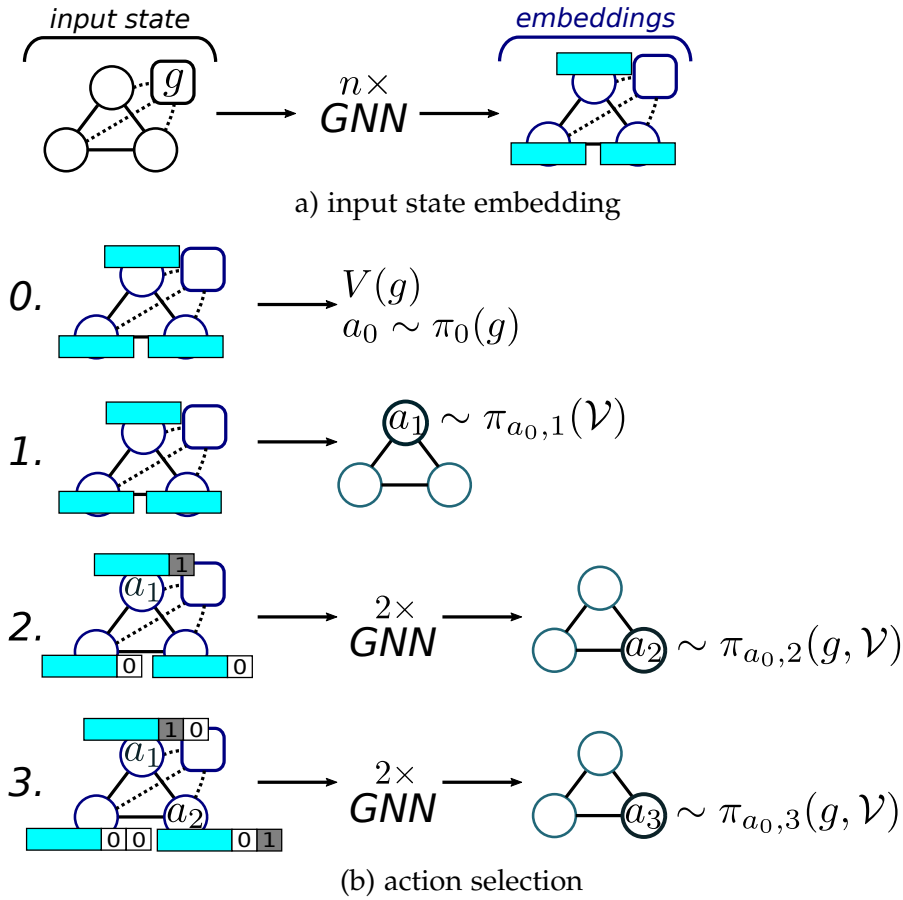 input state
embeddings
g
n×
GNN
a) input state embedding
0.
V(g)
a₀ ∼ π₀(g)
1.
a₁ ∼ π_{a₀,1}(𝒱)
2.
1
a₁
0
0
2×
GNN
a₂ ∼ π_{a₀,2}(g, 𝒱)
3.
1 0
a₁
a₂
0 0
0 1
2×
GNN
a₃ ∼ π_{a₀,3}(g, 𝒱)
(b) action selection